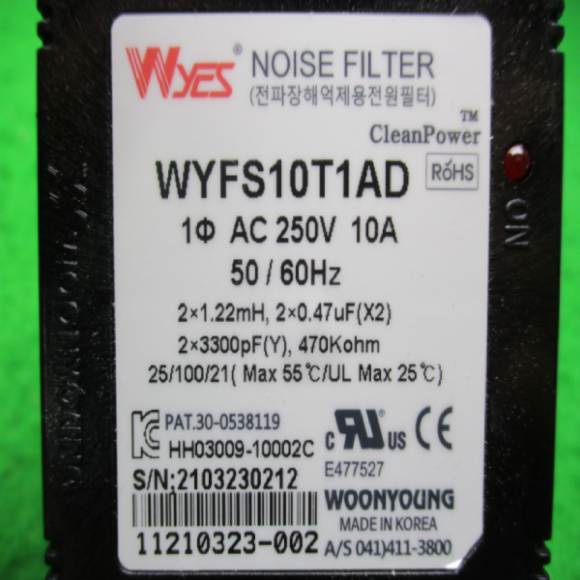 WYES® NOISE FILTER
(전파장해억제용전원필터)
CleanPower™
WYFS10T1AD RoHS
1Φ AC 250V 10A
50 / 60Hz
2×1.22mH, 2×0.47uF(X2)
2×3300pF(Y), 470Kohm
25/100/21( Max 55℃/UL Max 25℃)
PAT.30-0538119
HH03009-10002C
S/N;2103230212
11210323-002
c RU us CE
E477527
WOONYOUNG
MADE IN KOREA
A/S 041)411-3800
ON
WOONYOUNG